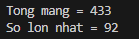 Tong mang = 433
So lon nhat = 92